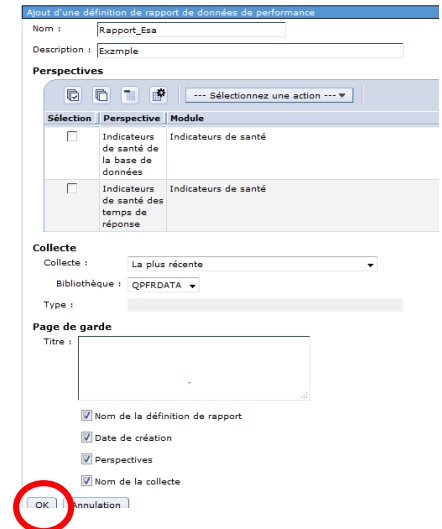 Ajout d'une définition de rapport de données de performance
Nom : Rapport_Esa
Description : Exzmple
Perspectives
--- Sélectionnez une action ---
Sélection Perspective Module
Indicateurs de santé de la base de données Indicateurs de santé
Indicateurs de santé des temps de réponse Indicateurs de santé
Collecte
Collecte : La plus récente
Bibliothèque : QPFRDATA
Type :
Page de garde
Titre :
Nom de la définition de rapport
Date de création
Perspectives
Nom de la collecte
OK Annulation